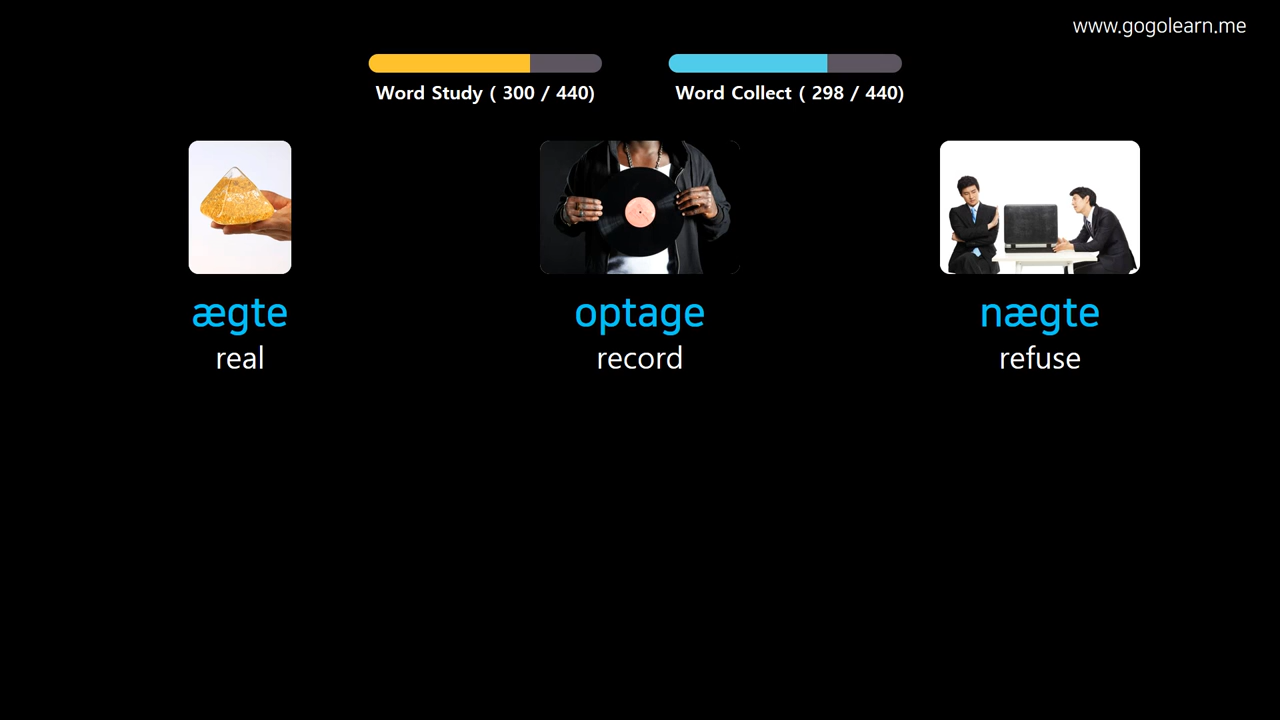 www.gogolearn.me
Word Study ( 300 / 440)
Word Collect ( 298 / 440)
ægte
real
optage
record
nægte
refuse